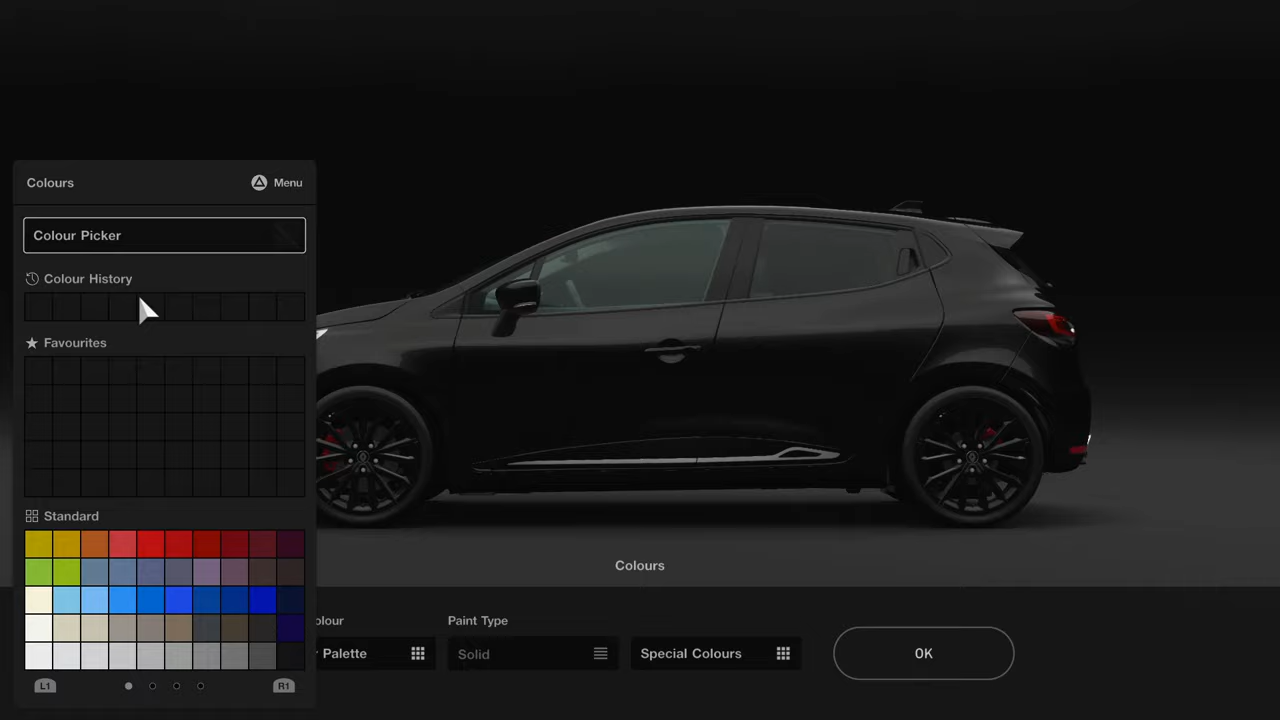 Colours
Menu
Colour Picker
Colour History
Favourites
Standard
L1
R1
Colours
olour
Palette
Paint Type
Solid
Special Colours
OK